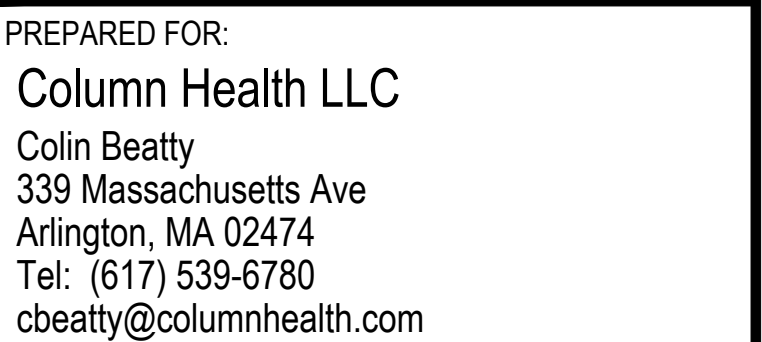 PREPARED FOR:
Column Health LLC
Colin Beatty
339 Massachusetts Ave
Arlington, MA 02474
Tel:  (617) 539-6780
cbeatty@columnhealth.com